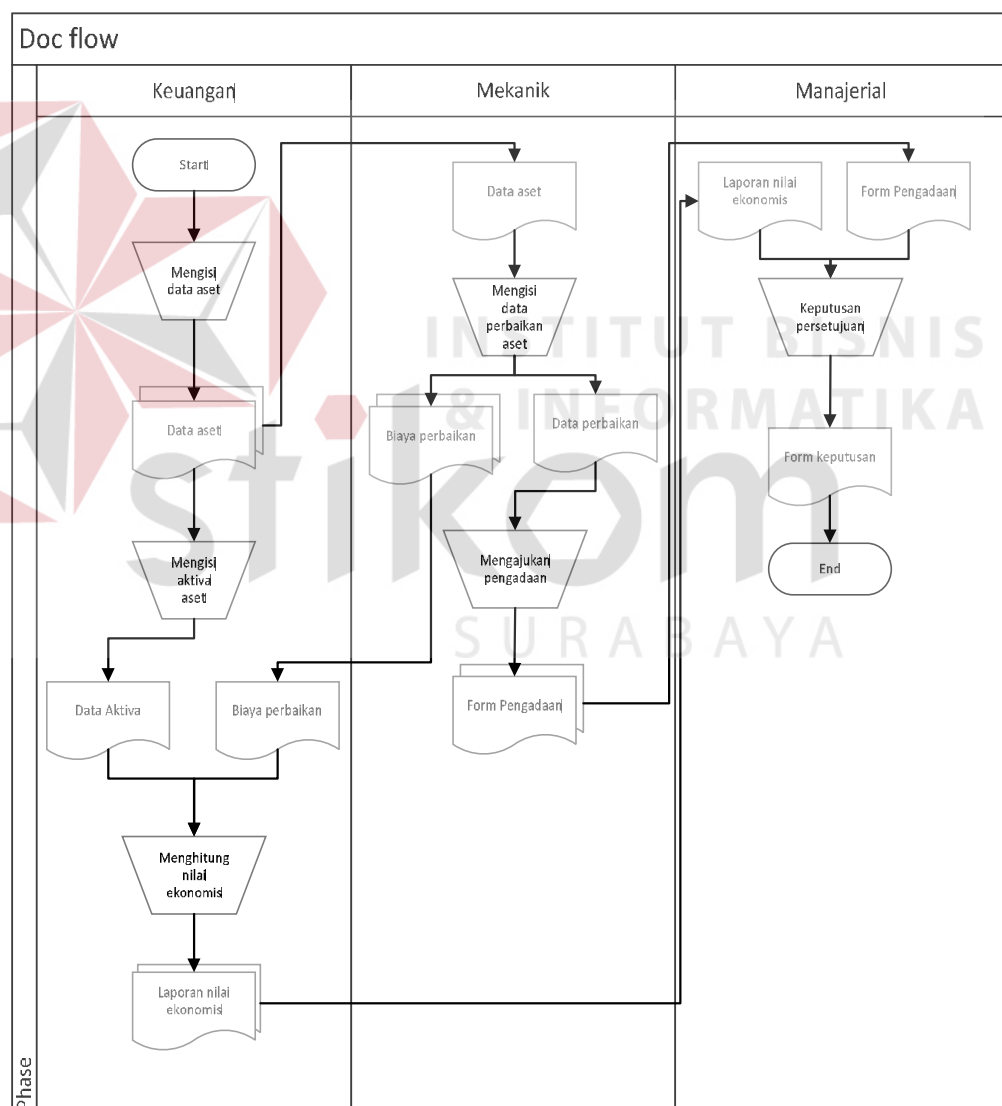 Doc flow
Keuangan
Mekanik
Manajerial
Start
Mengisi
data aset
Data aset
Mengisi
aktiva
aset
Data Aktiva
Biaya perbaikan
Menghitung
nilai
ekonomis
Laporan nilai
ekonomis
Data aset
Mengisi
data
perbaikan
aset
Biaya perbaikan
Data perbaikan
Mengajukan
pengadaan
Form Pengadaan
Laporan nilai
ekonomis
Form Pengadaan
Keputusan
persetujuan
Form keputusan
End
Phase
INSTITUT BISNIS
& INFORMATIKA
stikom
SURABAYA